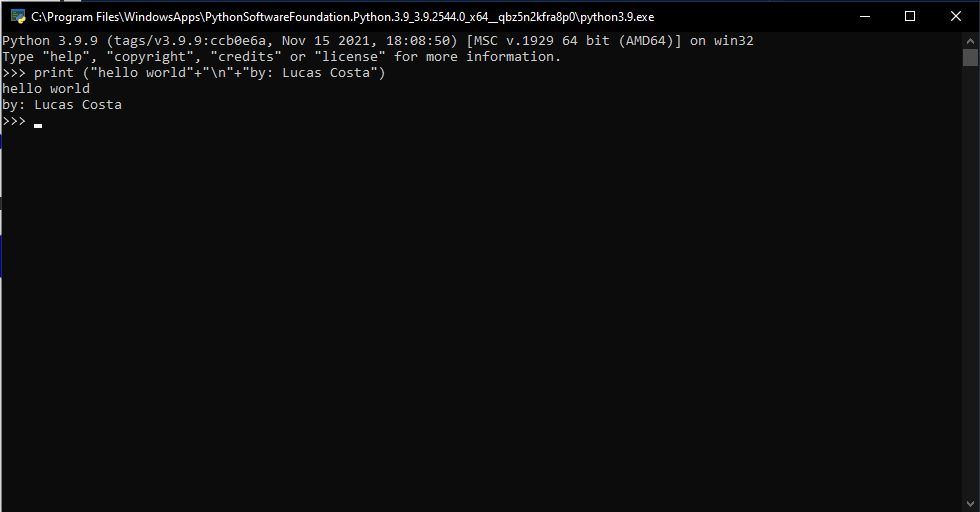 C:\Program Files\WindowsApps\PythonSoftwareFoundation.Python.3.9_3.9.2544.0_x64__qbz5n2kfra8p0\python3.9.exe
Python 3.9.9 (tags/v3.9.9:ccb0e6a, Nov 15 2021, 18:08:50) [MSC v.1929 64 bit (AMD64)] on win32
Type "help", "copyright", "credits" or "license" for more information.
>>> print ("hello world"+"\n"+"by: Lucas Costa")
hello world
by: Lucas Costa
>>>